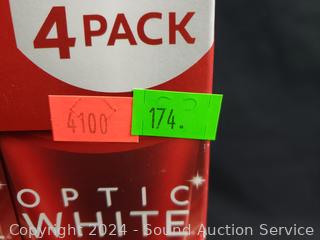 4 PACK
4100
174.
OPTIC
WHITE
Copyright 2024 - Sound Auction Service